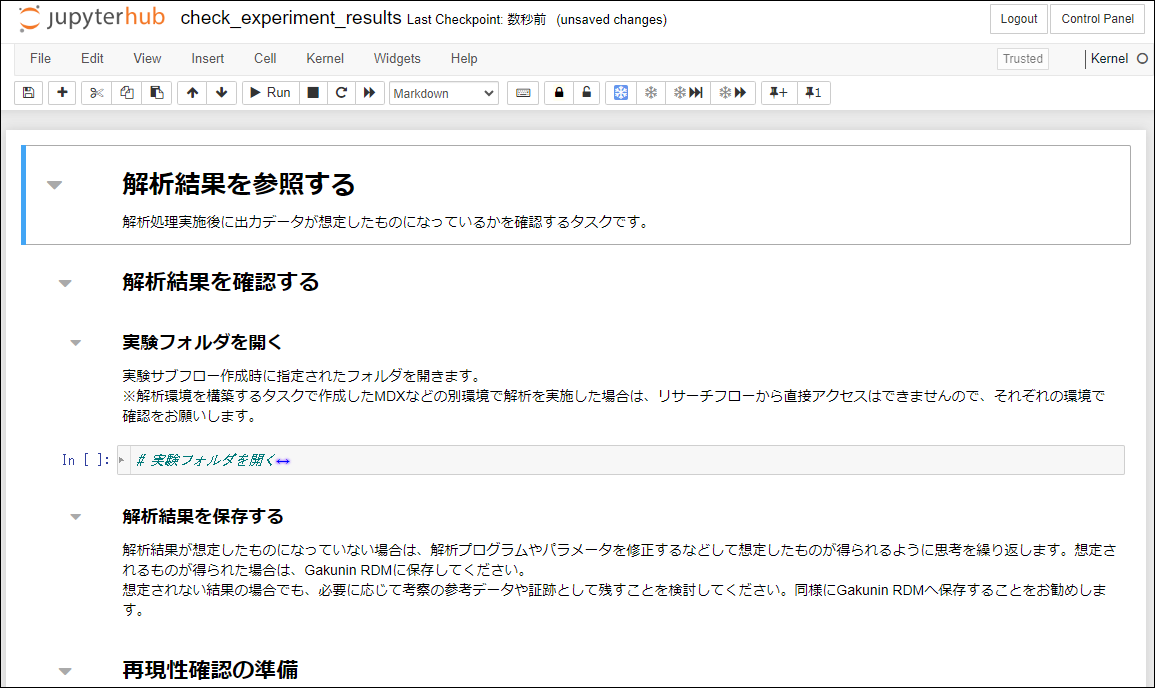 jupyterhub check_experiment_results Last Checkpoint: 数秒前 (unsaved changes) Logout Control Panel
File Edit View Insert Cell Kernel Widgets Help Trusted Kernel
Run Markdown + 1
解析結果を参照する
解析処理実施後に出力データが想定したものになっているかを確認するタスクです。
解析結果を確認する
実験フォルダを開く
実験サブフロー作成時に指定されたフォルダを開きます。
※解析環境を構築するタスクで作成したMDXなどの別環境で解析を実施した場合は、リサーチフローから直接アクセスはできませんので、それぞれの環境で
確認をお願いします。
In [ ]: # 実験フォルダを開く
解析結果を保存する
解析結果が想定したものになっていない場合は、解析プログラムやパラメータを修正するなどして想定したものが得られるように思考を繰り返します。想定さ
れるものが得られた場合は、Gakunin RDMに保存してください。
想定されない結果の場合でも、必要に応じて考察の参考データや証跡として残すことを検討してください。同様にGakunin RDMへ保存することをお勧めしま
す。
再現性確認の準備